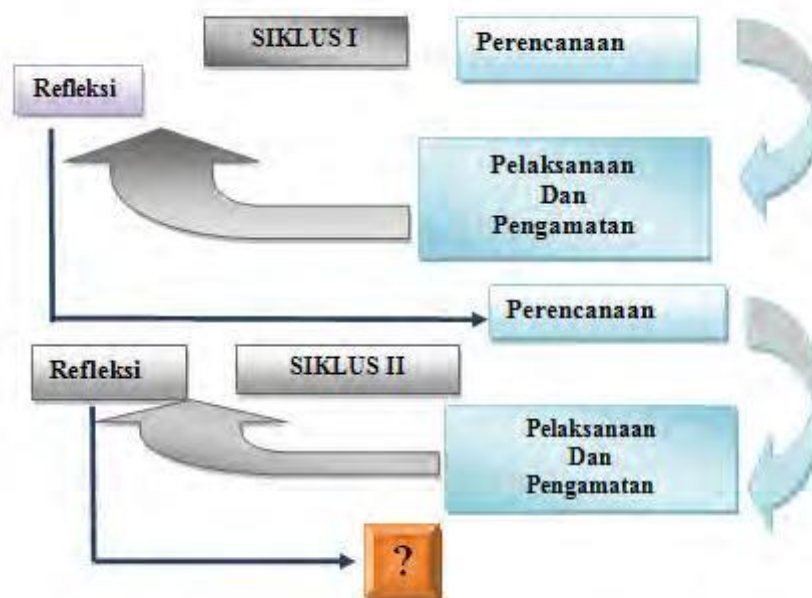 SIKLUS I
Perencanaan
Refleksi
Pelaksanaan
Dan
Pengamatan
Perencanaan
Refleksi
SIKLUS II
Pelaksanaan
Dan
Pengamatan
?